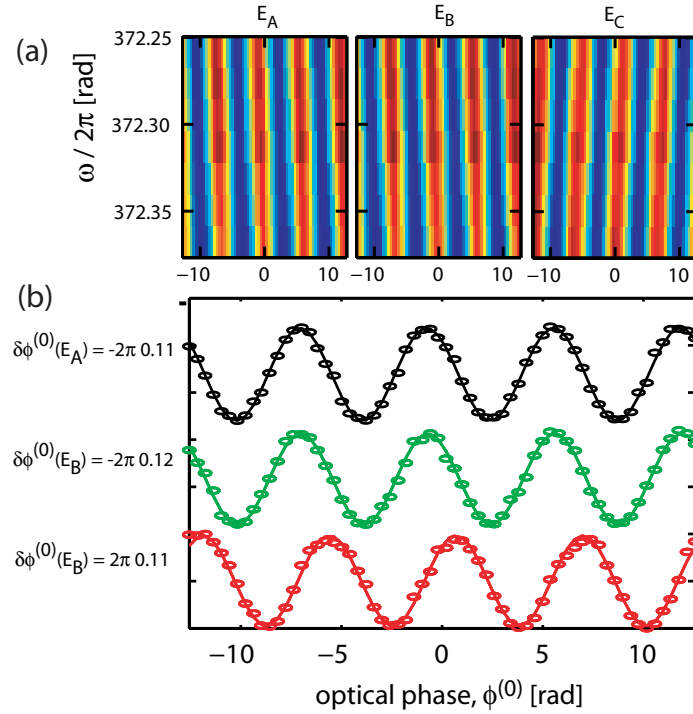 E_A E_B E_C
(a)
372.25
372.30
372.35
ω / 2π [rad]
−10 0 10 −10 0 10 −10 0 10
(b)
δϕ^(0)(E_A) = -2π 0.11
δϕ^(0)(E_B) = -2π 0.12
δϕ^(0)(E_B) = 2π 0.11
−10 −5 0 5 10
optical phase, ϕ^(0) [rad]